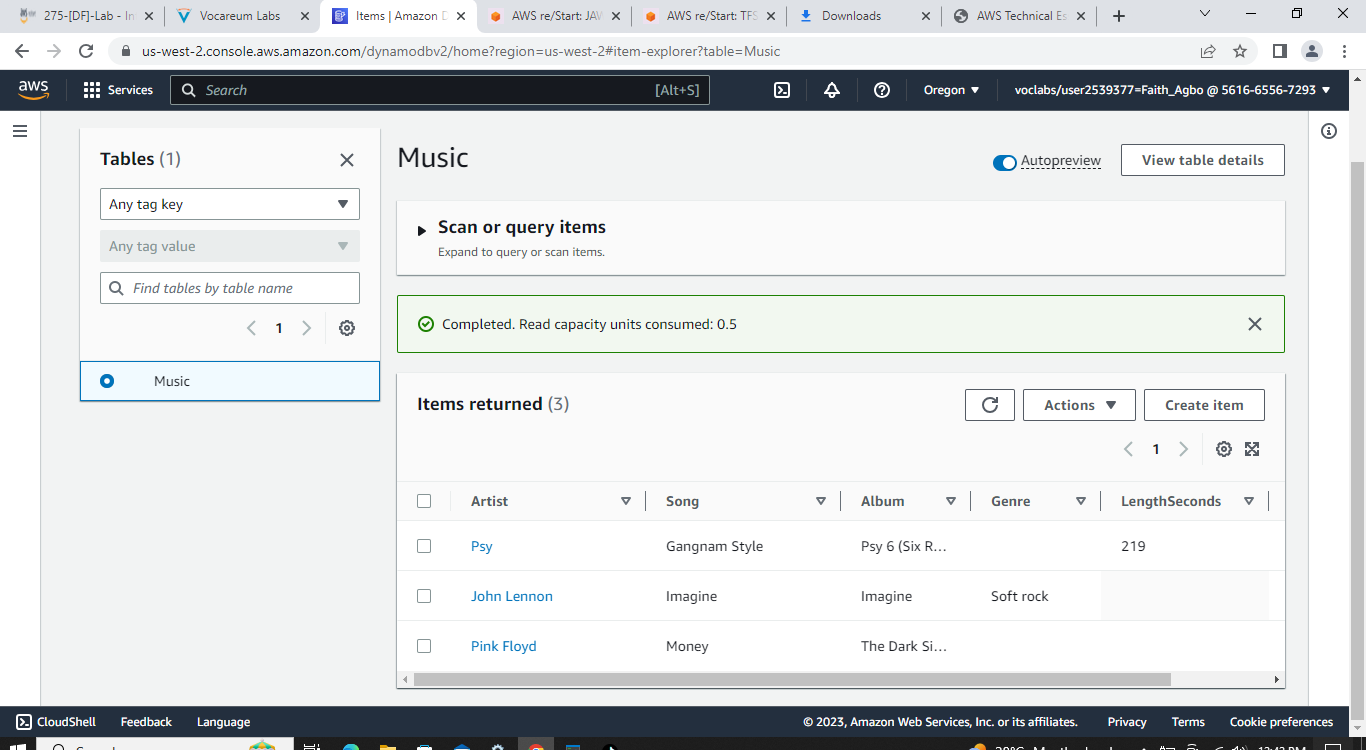 275-[DF]-Lab - In
Vocareum Labs
Items | Amazon D
AWS re/Start: JAW
AWS re/Start: TFS
Downloads
AWS Technical Es
us-west-2.console.aws.amazon.com/dynamodbv2/home?region=us-west-2#item-explorer?table=Music
aws
Services
Search
[Alt+S]
Oregon
voclabs/user2539377=Faith_Agbo @ 5616-6556-7293
Tables (1)
Any tag key
Any tag value
Find tables by table name
1
Music
Music
Autopreview
View table details
Scan or query items
Expand to query or scan items.
Completed. Read capacity units consumed: 0.5
Items returned (3)
Actions
Create item
1
Artist Song Album Genre LengthSeconds
Psy Gangnam Style Psy 6 (Six R... 219
John Lennon Imagine Imagine Soft rock
Pink Floyd Money The Dark Si...
CloudShell Feedback Language
© 2023, Amazon Web Services, Inc. or its affiliates. Privacy Terms Cookie preferences